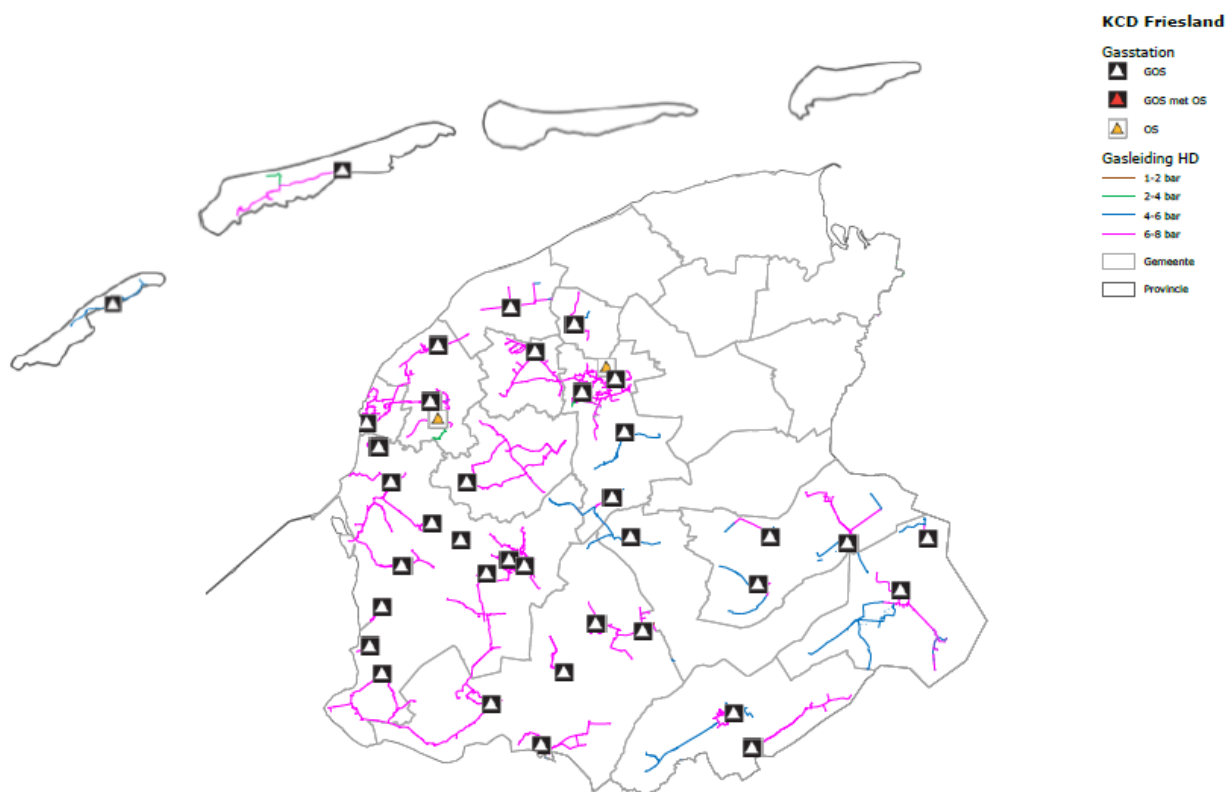 KCD Friesland
Gasstation
GOS
GOS met OS
OS
Gasleiding HD
1-2 bar
2-4 bar
4-6 bar
6-8 bar
Gemeente
Provincie